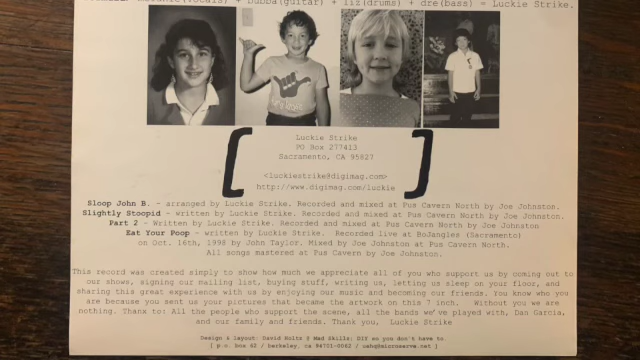 (vocals) + bubba(guitar) + liz(drums) + dre(bass) = Luckie Strike.
Luckie Strike
PO Box 277413
Sacramento, CA 95827
<luckiestrike@digimag.com>
http://www.digimag.com/luckie
Sloop John B. - arranged by Luckie Strike. Recorded and mixed at Pus Cavern North by Joe Johnston.
Slightly Stoopid - written by Luckie Strike. Recorded and mixed at Pus Cavern North by Joe Johnston.
Part 2 - Written by Luckie Strike. Recorded and mixed at Pus Cavern North by Joe Johnston
Eat Your Poop - written by Luckie Strike. Recorded live at BoJangles (Sacramento)
on Oct. 16th, 1998 by John Taylor. Mixed by Joe Johnston at Pus Cavern North.
All songs mastered at Pus Cavern by Joe Johnston.
This record was created simply to show how much we appreciate all of you who support us by coming out to
our shows, signing our mailing list, buying stuff, writing us, letting us sleep on your floor, and
sharing this great experience with us by enjoying our music and becoming our friends. You know who you
are because you sent us your pictures that became the artwork on this 7 inch. Without you we are
nothing. Thanx to: All the people who support the scene, all the bands we've played with, Dan Garcia,
and our family and friends. Thank you, Luckie Strike
Design & layout: David Hoitz @ Mad Skills: DIY so you don't have to.
[ p.o. box 62 / berkeley, ca 94701-0062 / @microserve.net ]